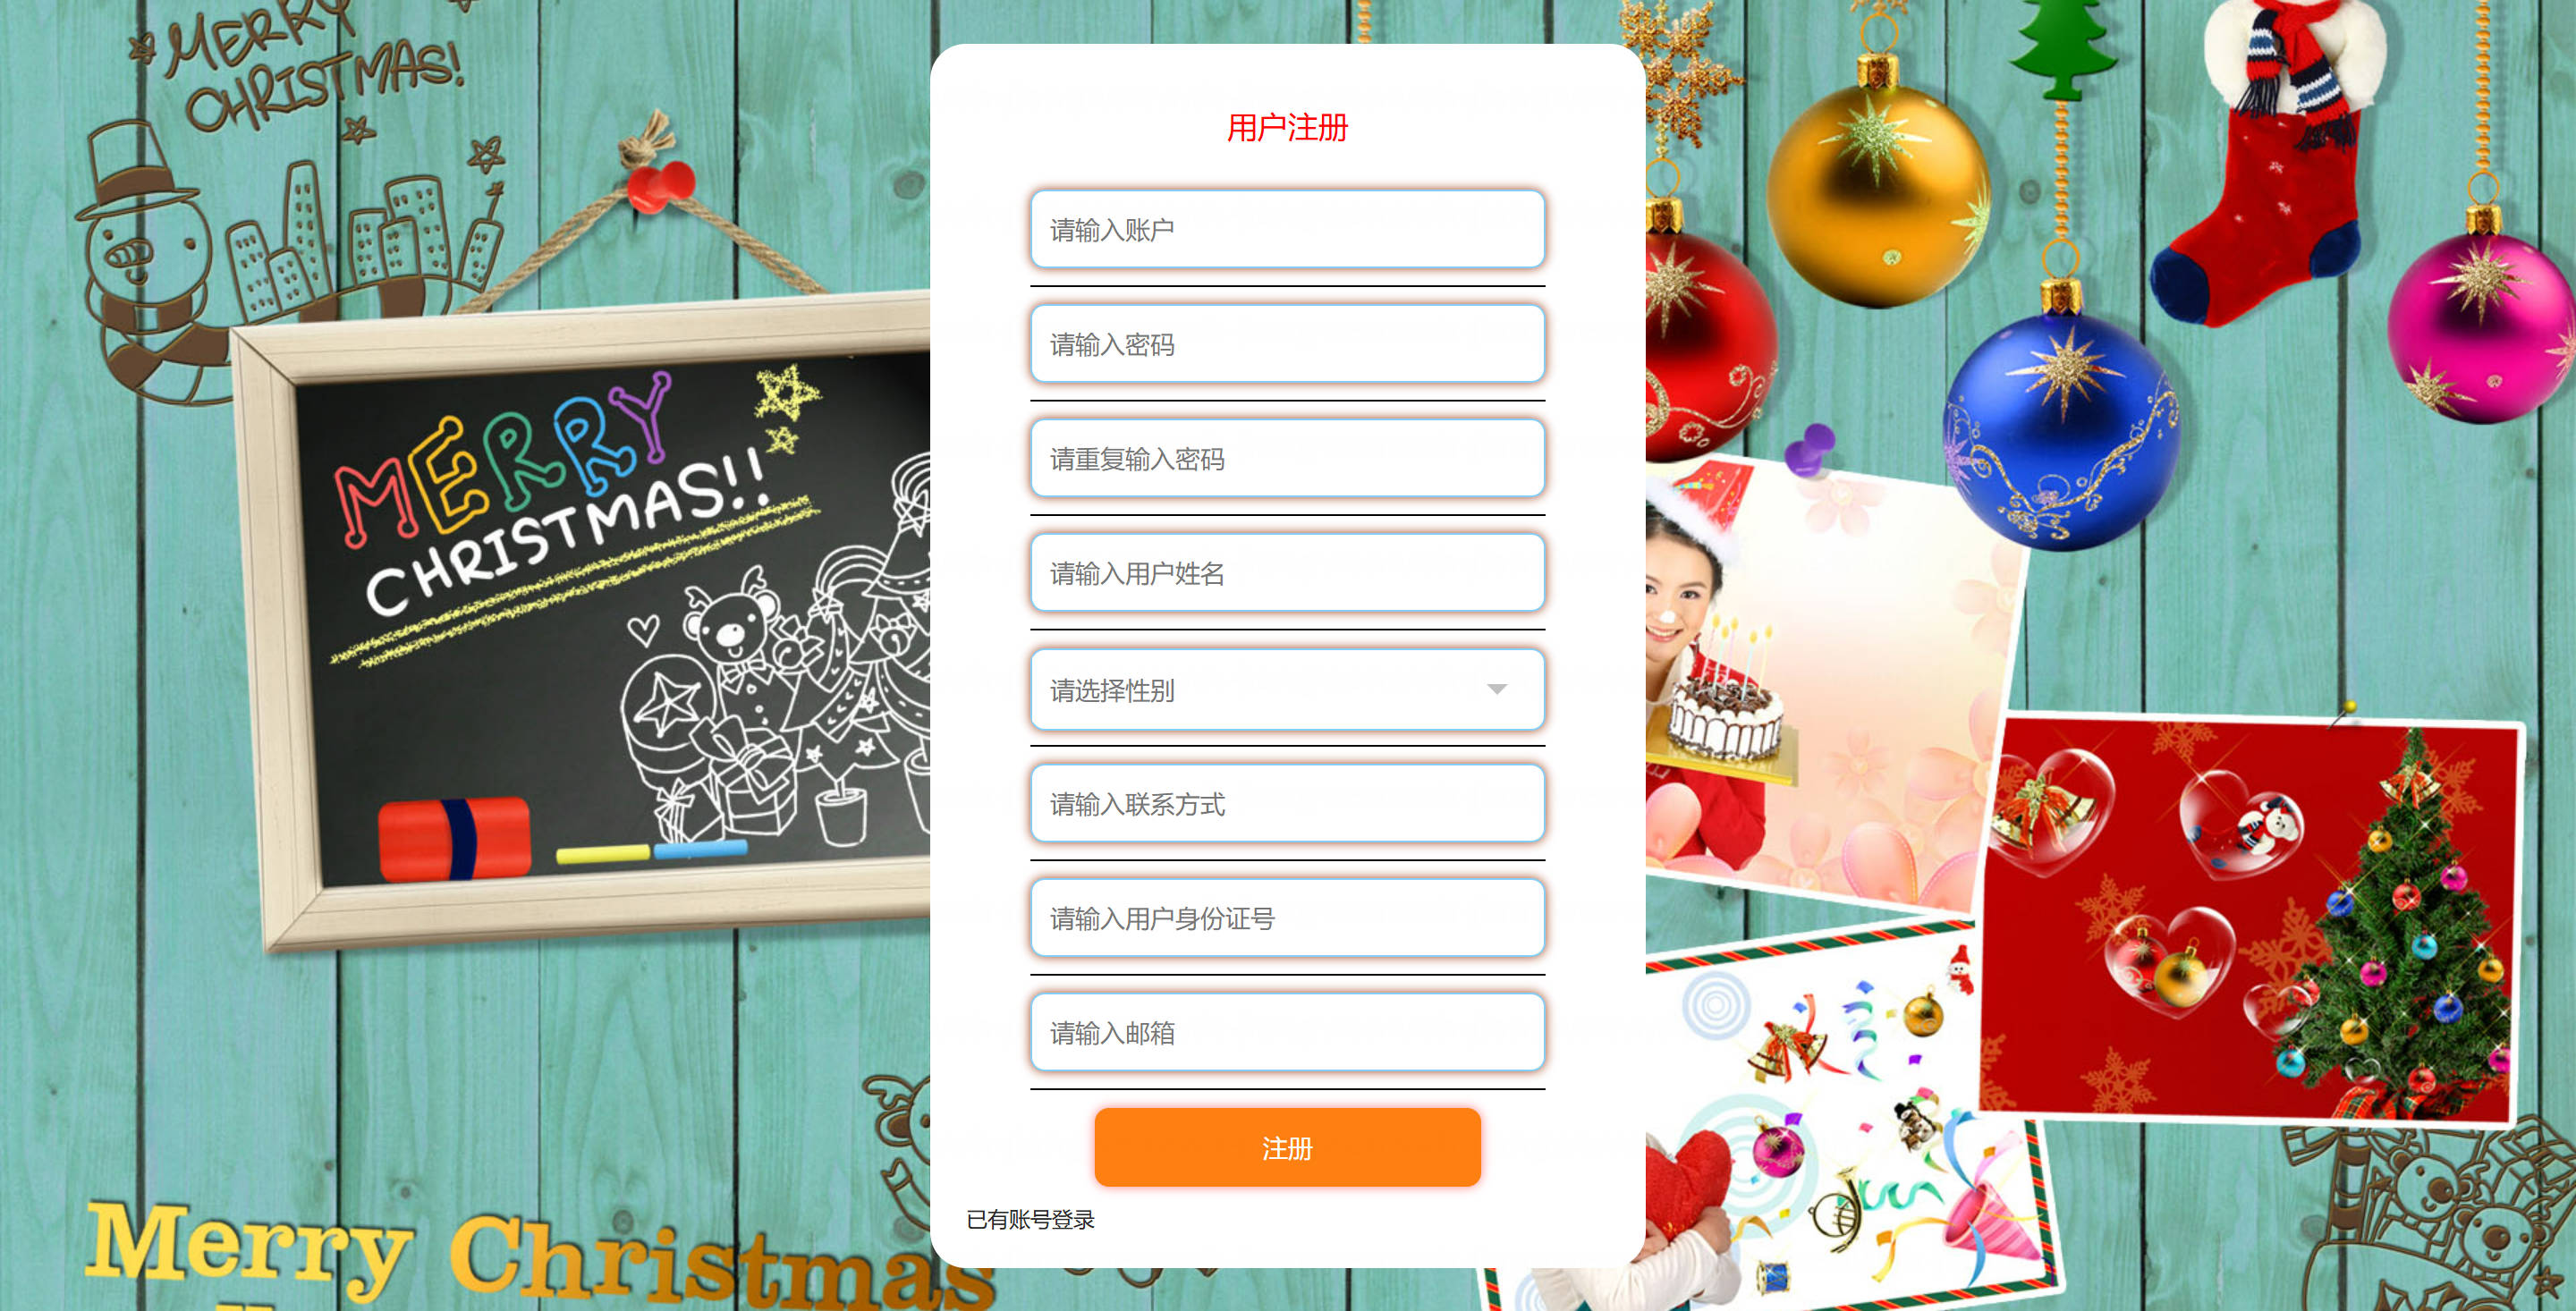 MERRY
CHRISTMAS!
MERRY
CHRISTMAS!!
用户注册
请输入账户
请输入密码
请重复输入密码
请输入用户姓名
请选择性别
请输入联系方式
请输入用户身份证号
请输入邮箱
注册
已有账号登录
Merry Christmas